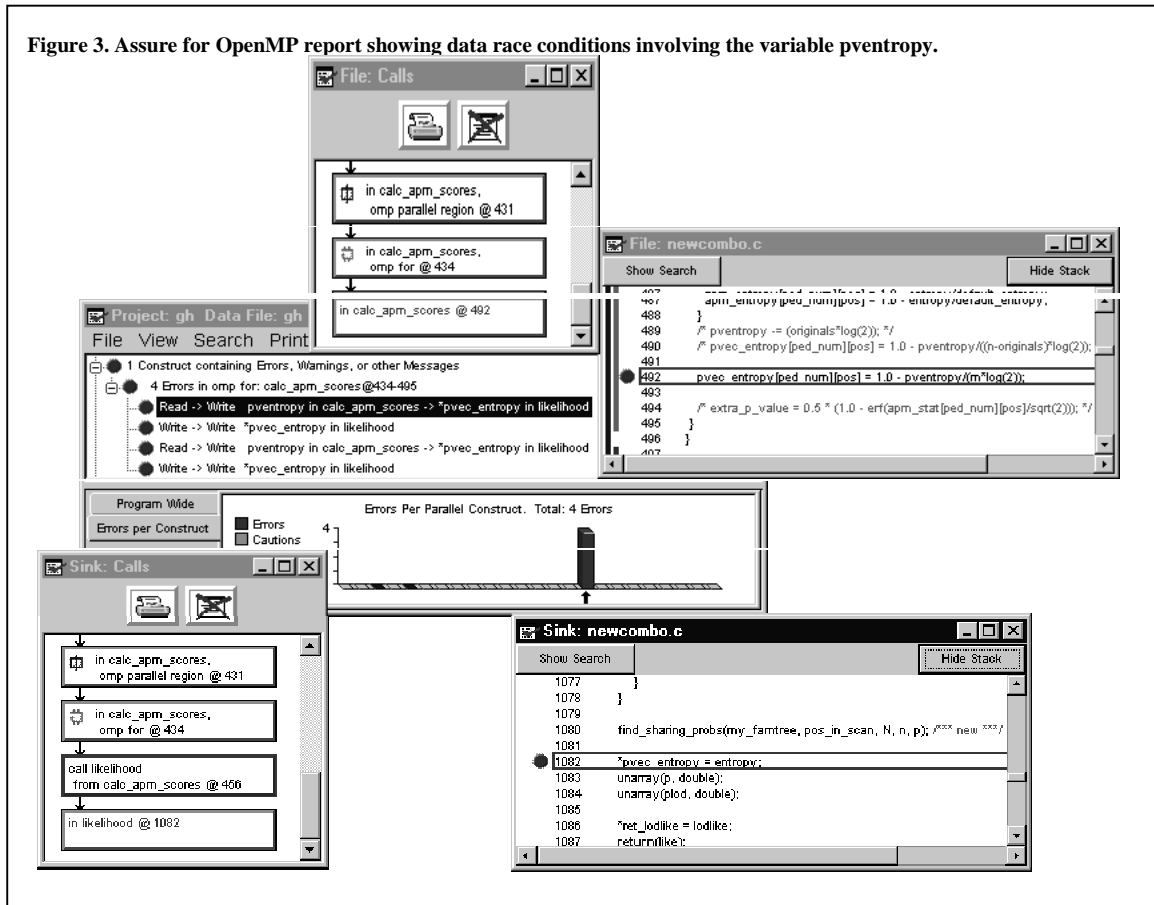 Figure 3. Assure for OpenMP report showing data race conditions involving the variable pventropy.
File: Calls
in calc_apm_scores,
omp parallel region @ 431
in calc_apm_scores,
omp for @ 434
in calc_apm_scores @ 492
File: newcombo.c
Show Search
Hide Stack
487 apm_entropy[ped_num][pos] = 1.0 - entropy/default_entropy;
488 }
489 /* pventropy -= (originals*log(2)); */
490 /* pvec_entropy[ped_num][pos] = 1.0 - pventropy/((n-originals)*log(2));
491
492 pvec_entropy[ped_num][pos] = 1.0 - pventropy/(m*log(2));
493
494 /* extra_p_value = 0.5 * (1.0 - erf(apm_stat[ped_num][pos]/sqrt(2))); */
495 }
496 }
497
Project: gh Data File: gh
File View Search Print
1 Construct containing Errors, Warnings, or other Messages
4 Errors in omp for: calc_apm_scores@434-495
Read -> Write pventropy in calc_apm_scores -> *pvec_entropy in likelihood
Write -> Write *pvec_entropy in likelihood
Read -> Write pventropy in calc_apm_scores -> *pvec_entropy in likelihood
Write -> Write *pvec_entropy in likelihood
Program Wide
Errors per Construct
Errors Per Parallel Construct. Total: 4 Errors
Errors
Cautions
4
Sink: Calls
in calc_apm_scores,
omp parallel region @ 431
in calc_apm_scores,
omp for @ 434
call likelihood
from calc_apm_scores @ 456
in likelihood @ 1082
Sink: newcombo.c
Show Search
Hide Stack
1077 }
1078 }
1079
1080 find_sharing_probs(my_famtree, pos_in_scan, N, n, p); /*** new ***/
1081
1082 *pvec_entropy = entropy;
1083 unarray(p, double);
1084 unarray(plod, double);
1085
1086 *ret_lodlike = lodlike;
1087 return(like);